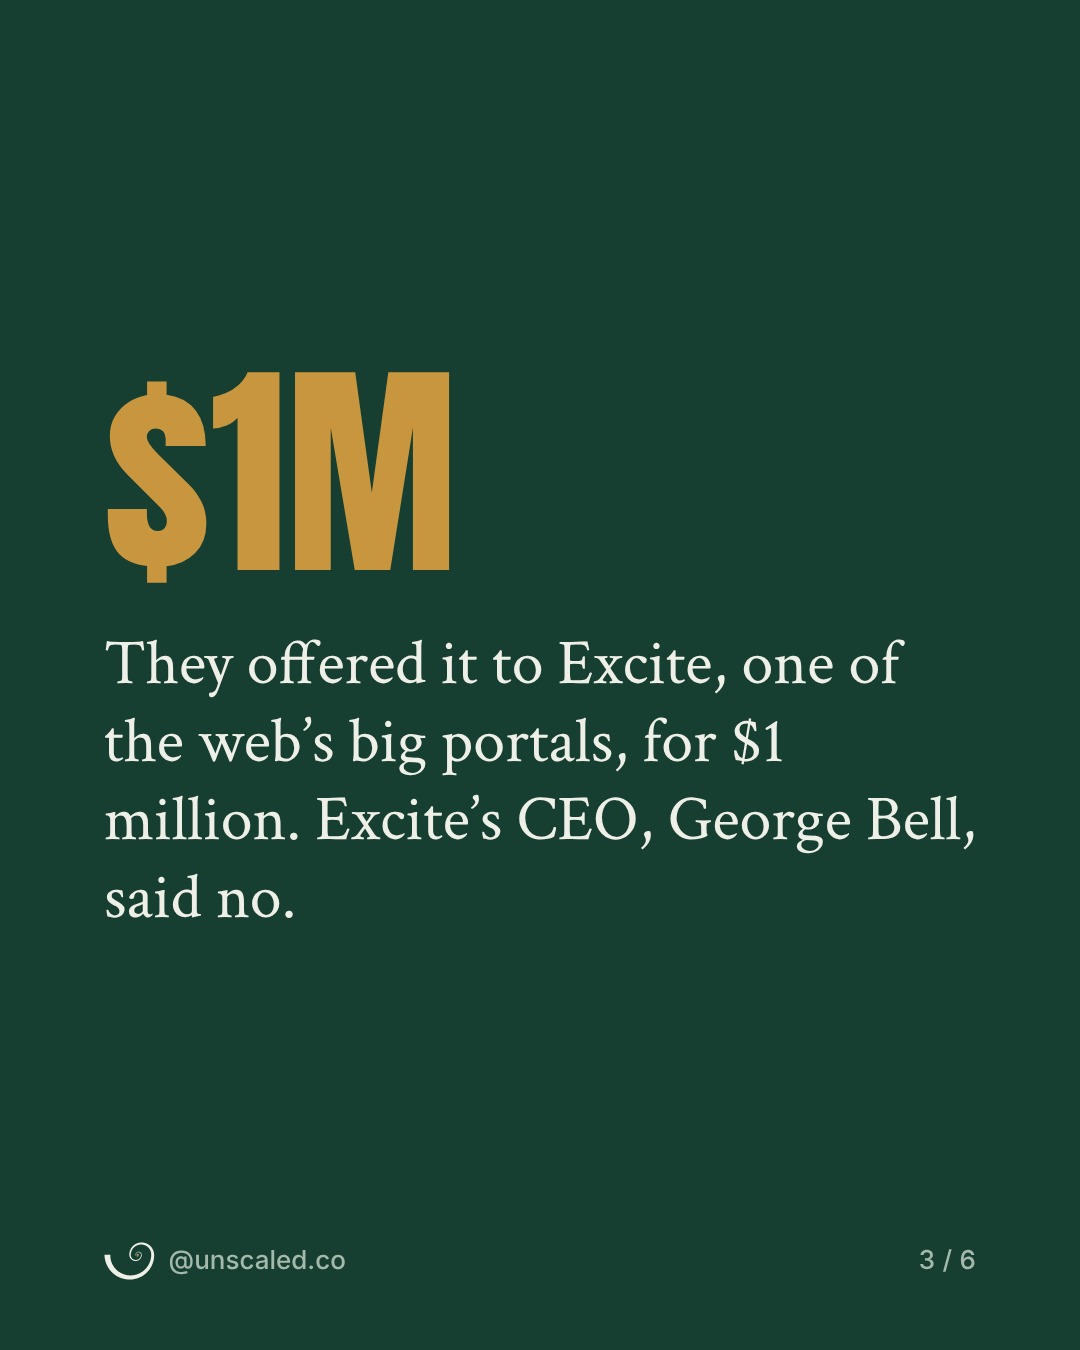 $1M
They offered it to Excite, one of
the web’s big portals, for $1
million. Excite’s CEO, George Bell,
said no.
@unscaled.co
3 / 6